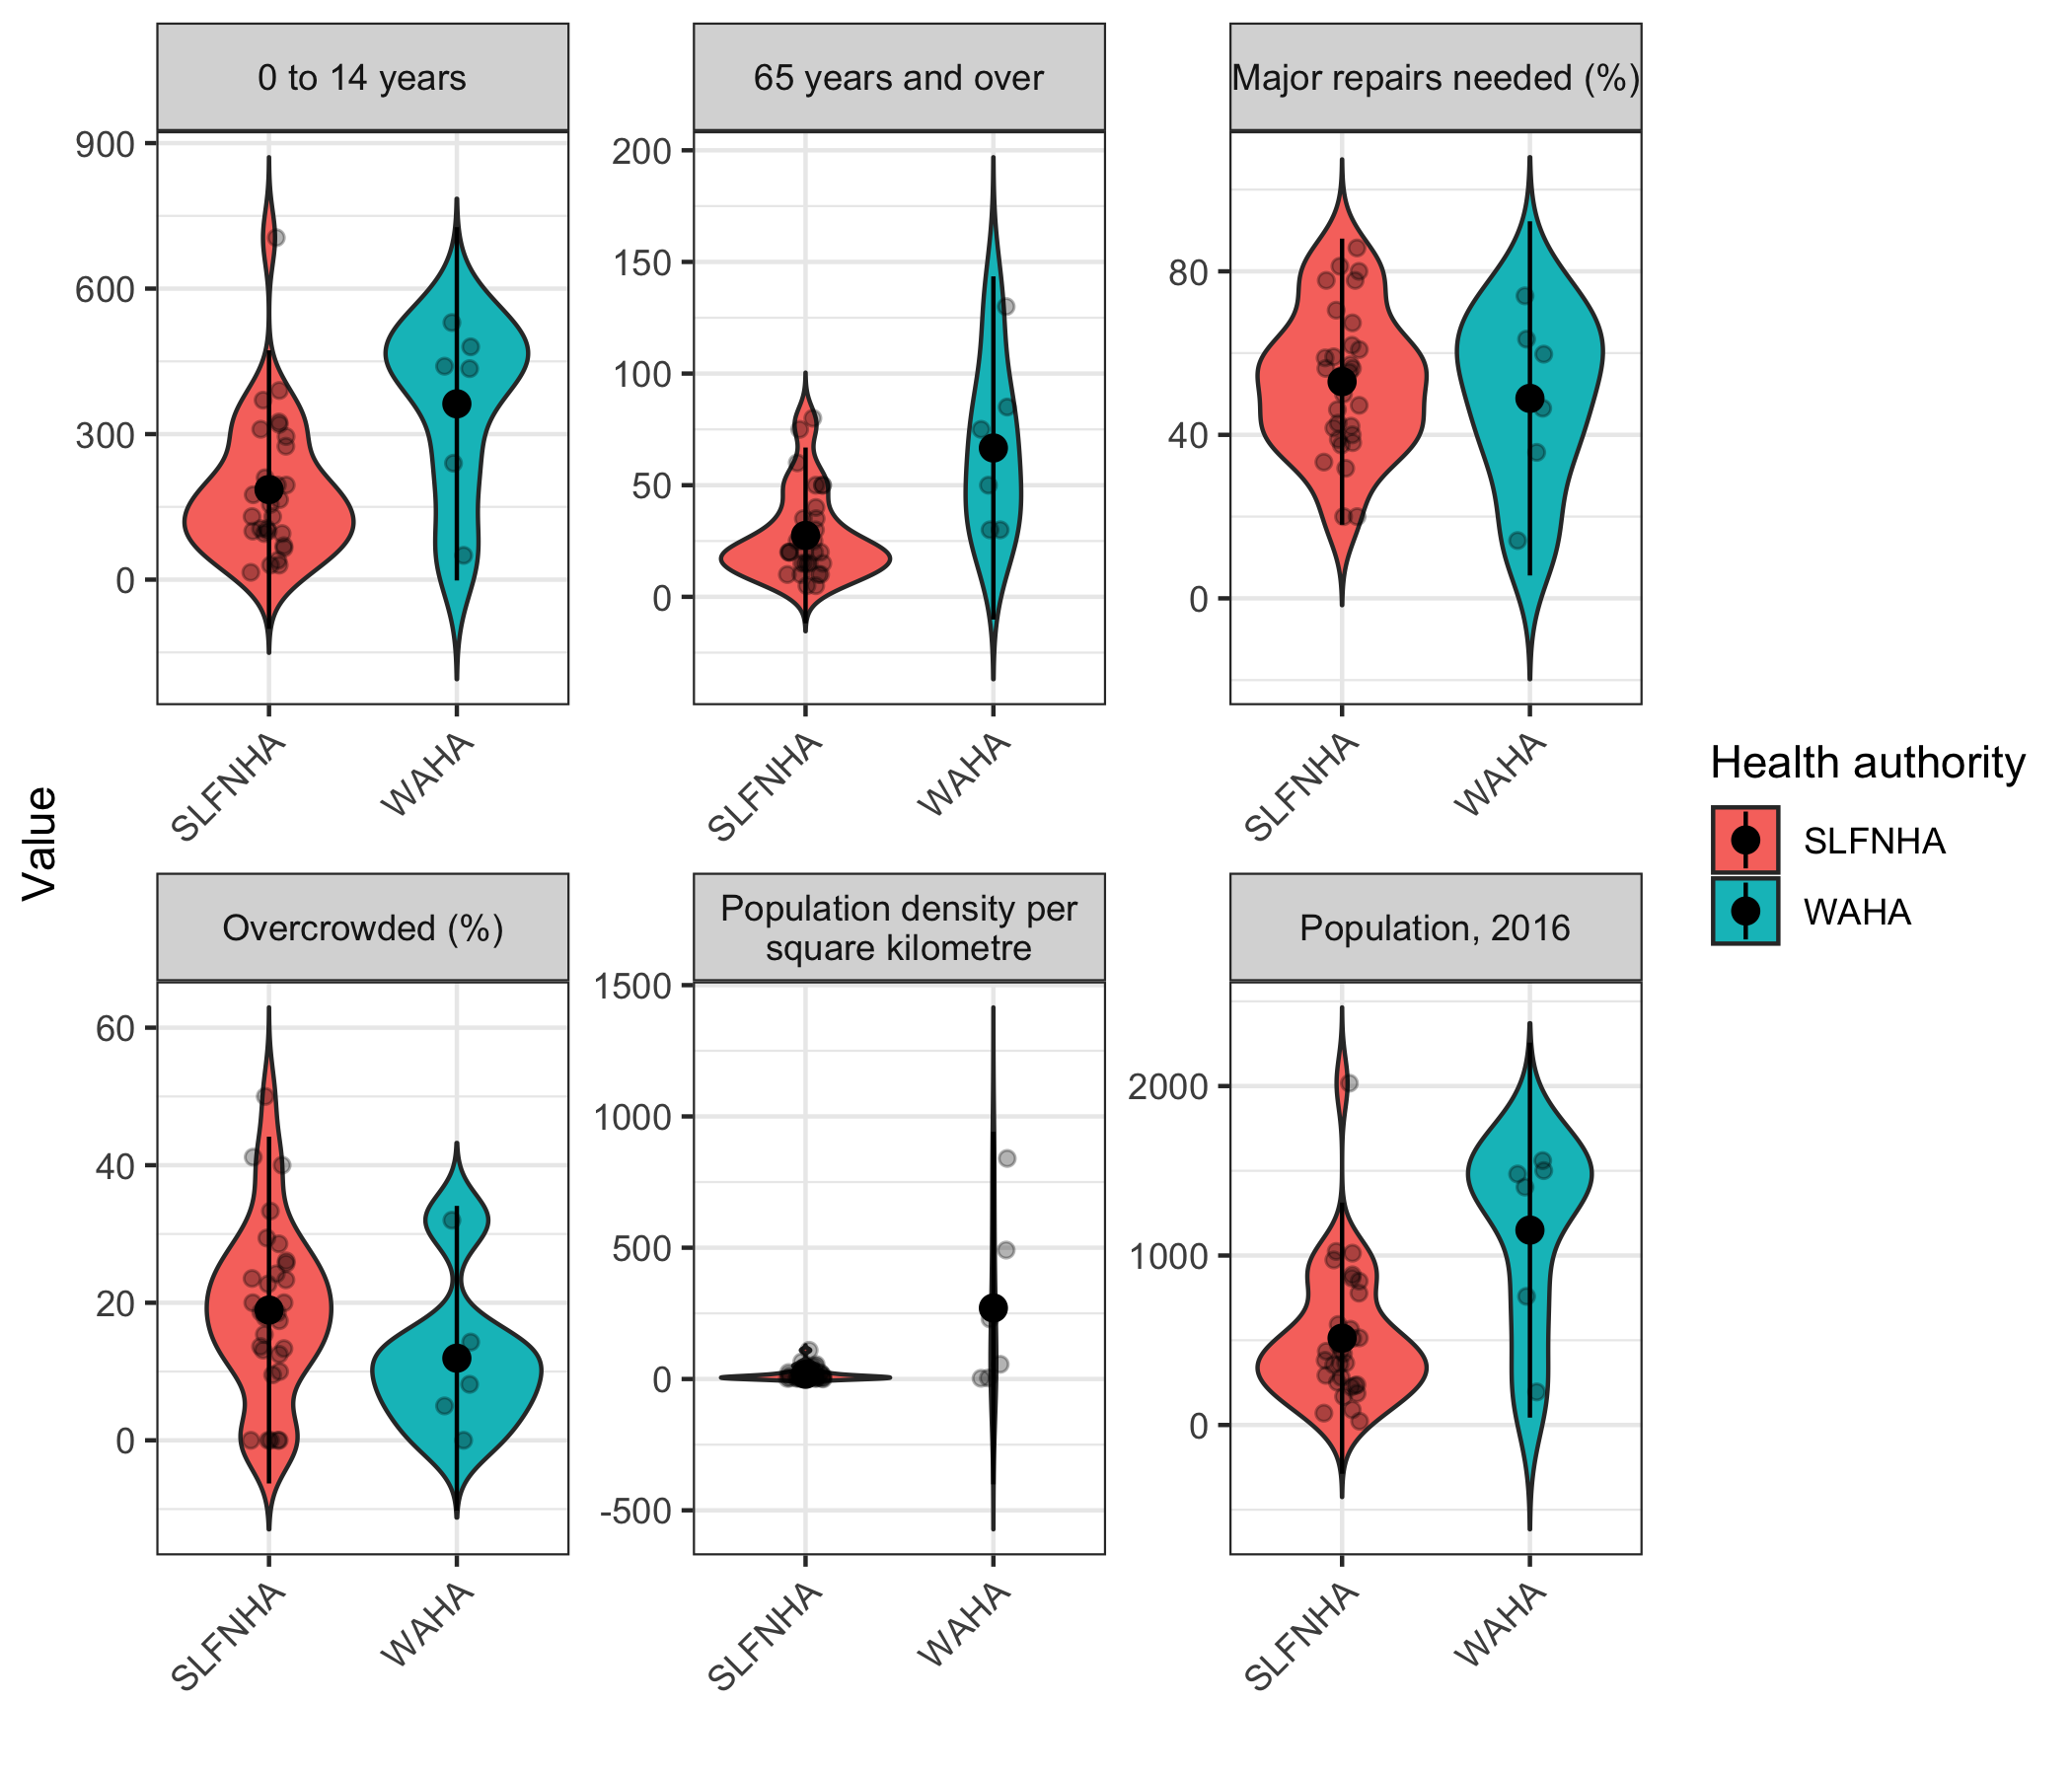 0 to 14 years
65 years and over
Major repairs needed (%)
900
600
300
0
200
150
100
50
0
80
40
0
SLFNHA
WAHA
SLFNHA
WAHA
SLFNHA
WAHA
Value
Health authority
SLFNHA
WAHA
Overcrowded (%)
Population density per
square kilometre
Population, 2016
60
40
20
0
1500
1000
500
0
-500
2000
1000
0
SLFNHA
WAHA
SLFNHA
WAHA
SLFNHA
WAHA